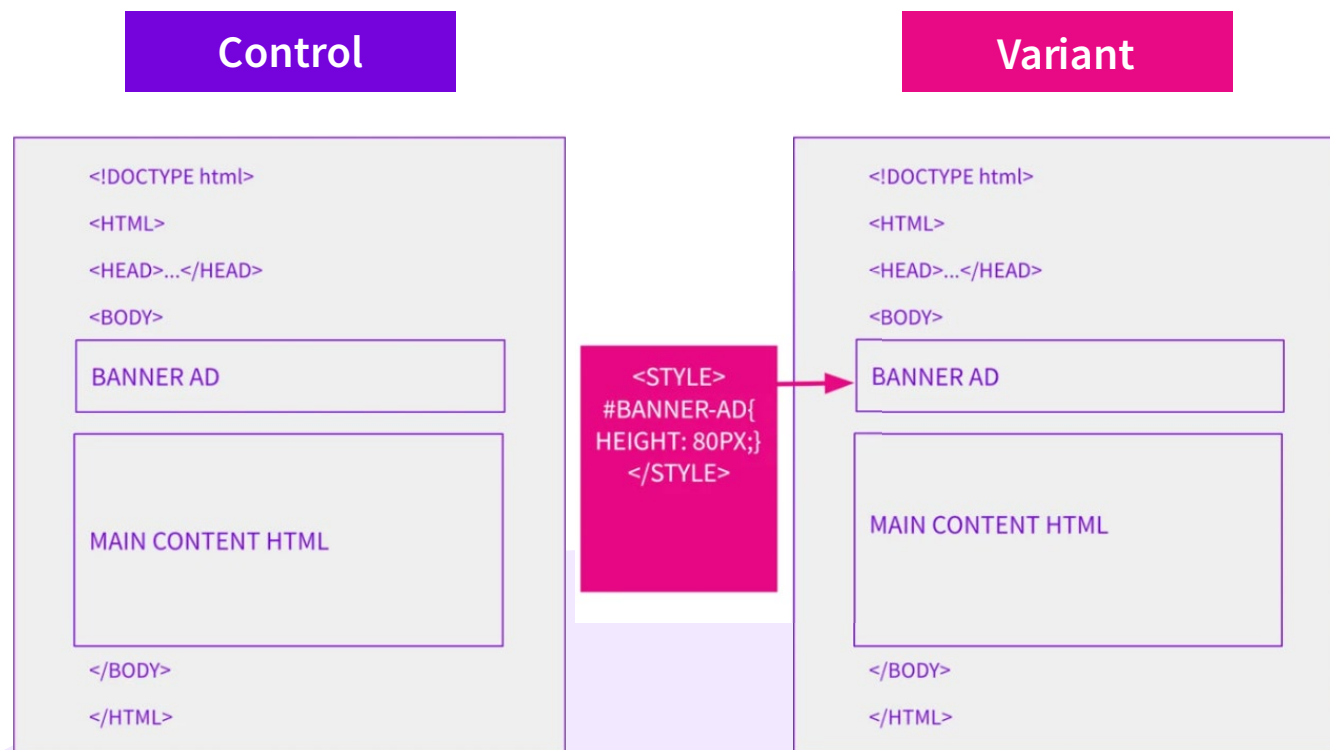 Control
<!DOCTYPE html>
<HTML>
<HEAD>...</HEAD>
<BODY>
BANNER AD
MAIN CONTENT HTML
</BODY>
</HTML>
<STYLE>
#BANNER-AD{
HEIGHT: 80PX;}
</STYLE>
Variant
<!DOCTYPE html>
<HTML>
<HEAD>...</HEAD>
<BODY>
BANNER AD
MAIN CONTENT HTML
</BODY>
</HTML>